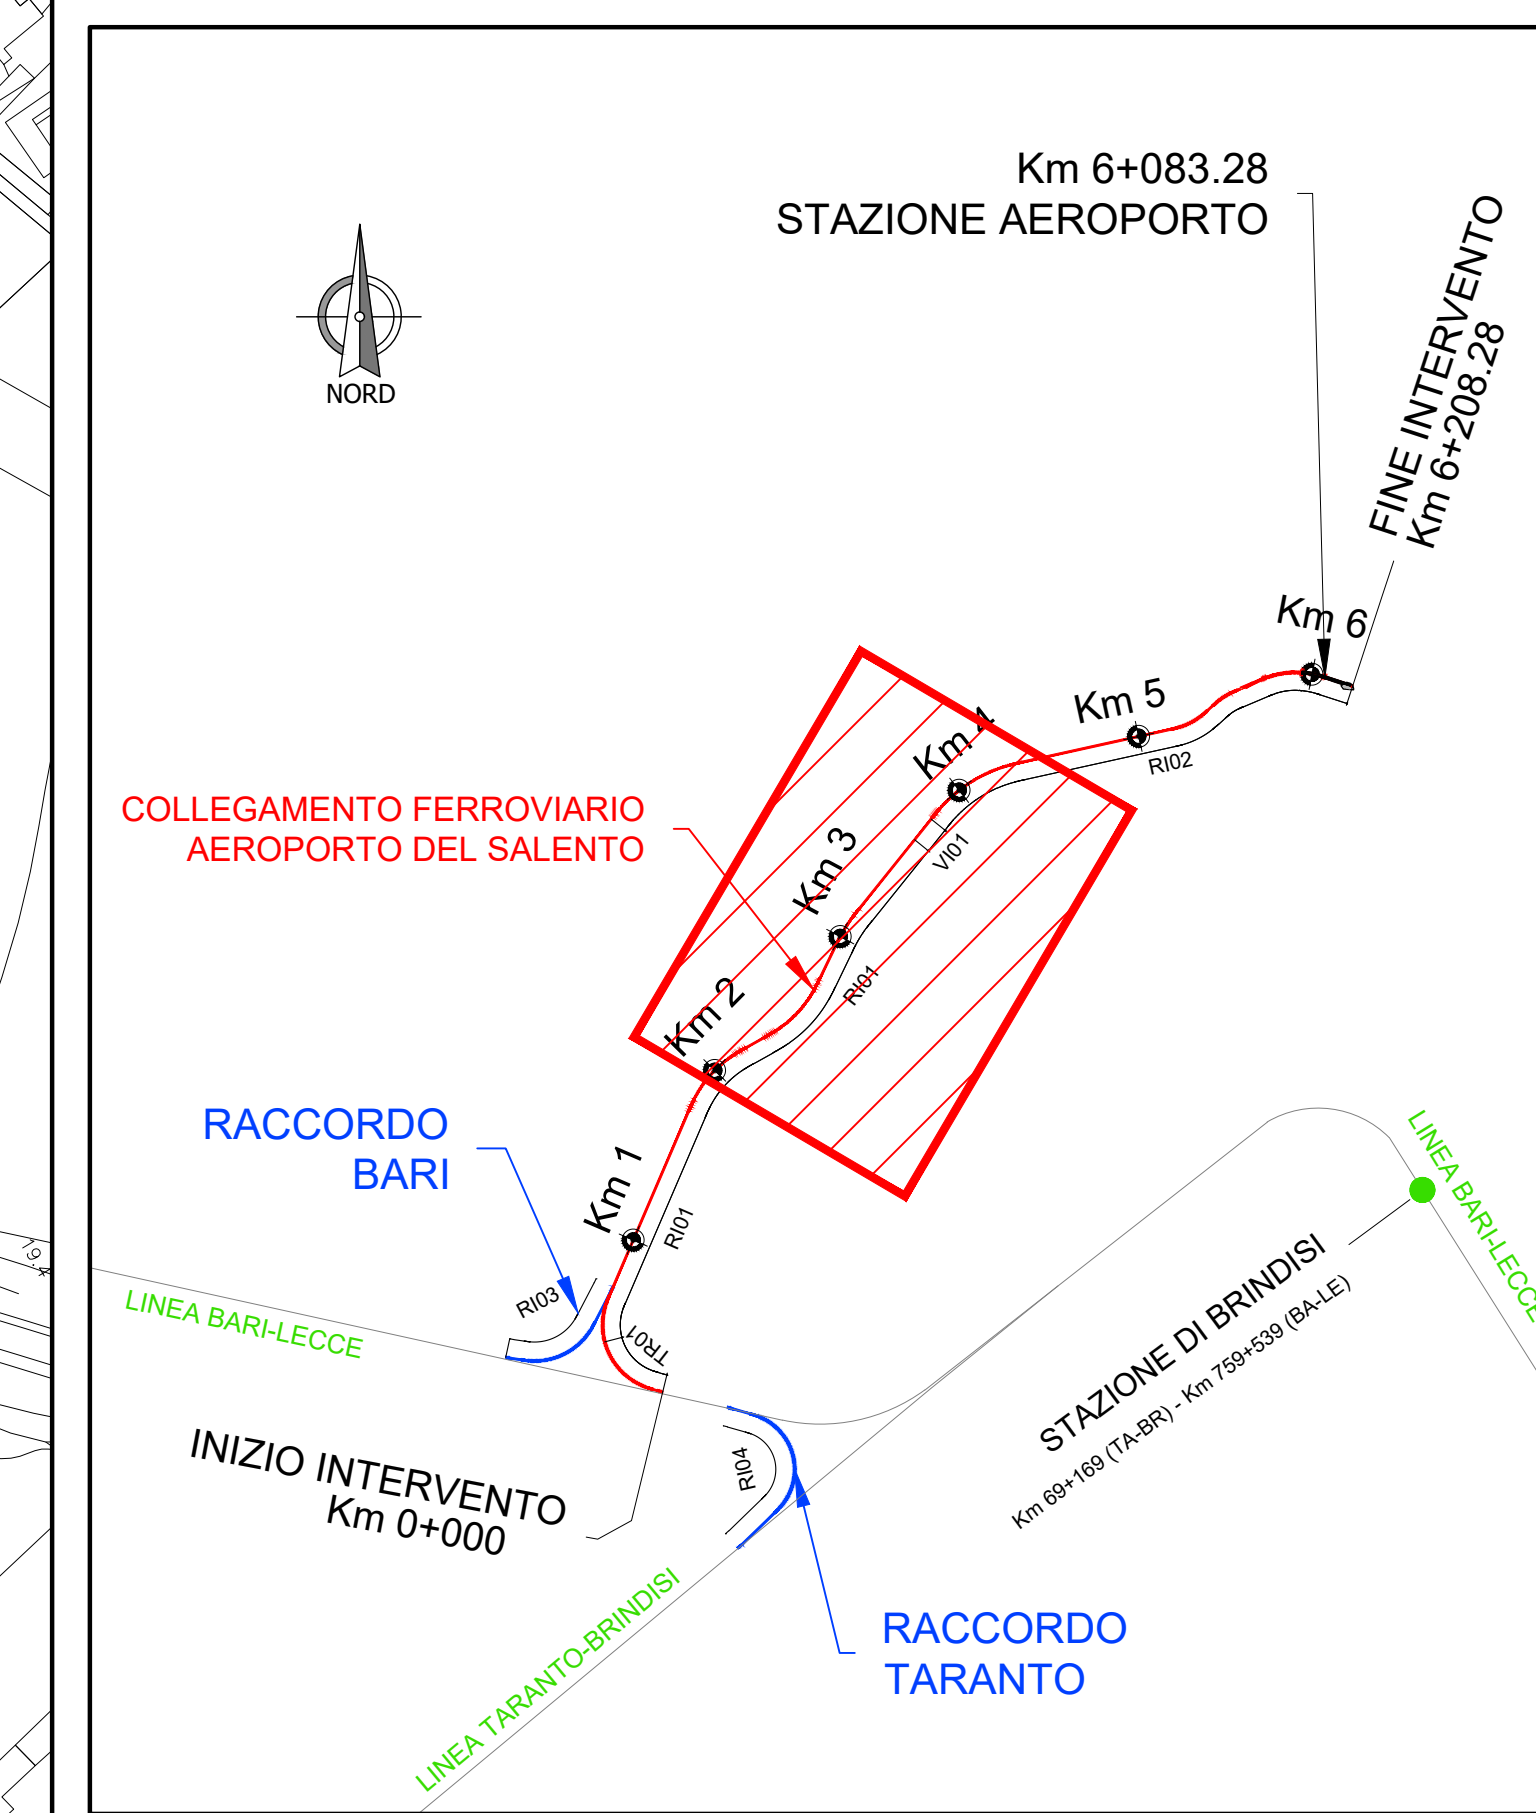 Km 6+083.28
STAZIONE AEROPORTO
FINE INTERVENTO
Km 6+208.28
NORD
Km 6
Km 5
RI02
Km 4
VI01
COLLEGAMENTO FERROVIARIO
AEROPORTO DEL SALENTO
Km 3
RI01
Km 2
RACCORDO
BARI
Km 1
RI01
LINEA BARI-LECCE
RI03
TR01
LINEA BARI-LECCE
STAZIONE DI BRINDISI
Km 69+169 (TA-BR) - Km 759+539 (BA-LE)
INIZIO INTERVENTO
Km 0+000
RI04
RACCORDO
TARANTO
LINEA TARANTO-BRINDISI